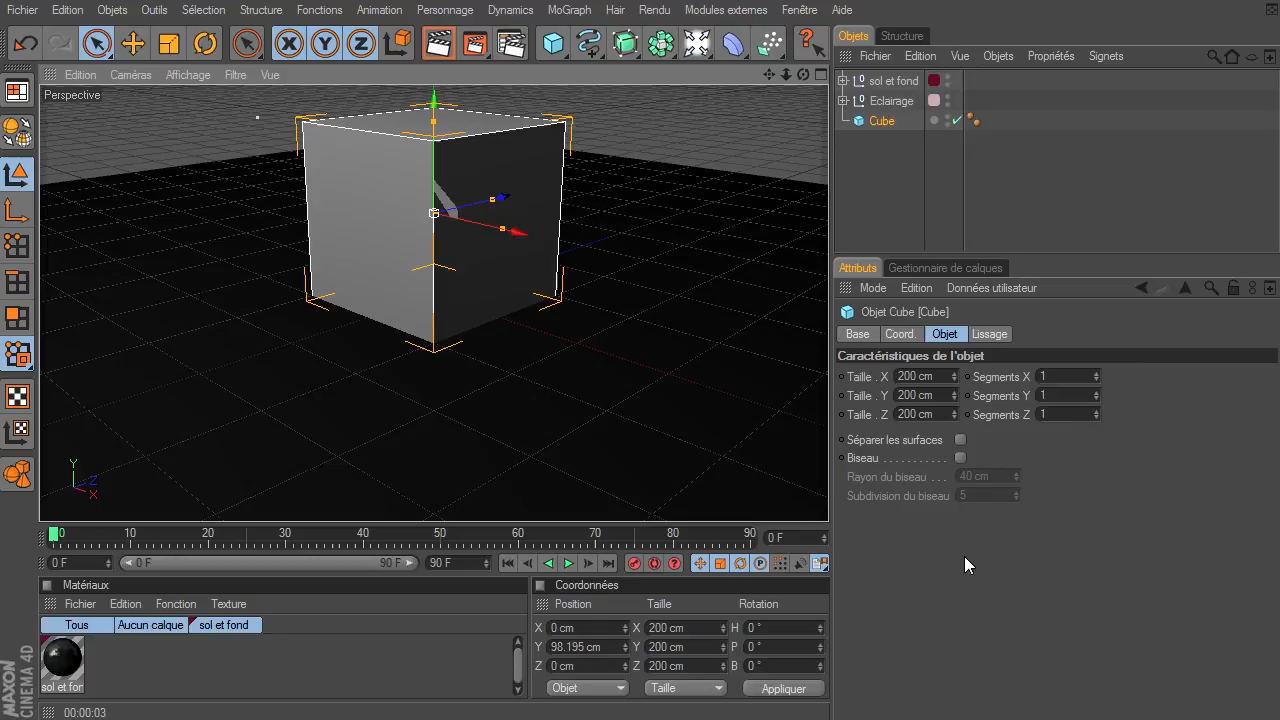 Fichier Edition Objets Outils Sélection Structure Fonctions Animation Personnage Dynamics MoGraph Hair Rendu Modules externes Fenêtre Aide
X Y Z
Objets Structure
Fichier Edition Vue Objets Propriétés Signets
Edition Caméras Affichage Filtre Vue
Perspective
sol et fond
Eclairage
Cube
Attributs Gestionnaire de calques
Mode Edition Données utilisateur
Objet Cube [Cube]
Base Coord. Objet Lissage
Caractéristiques de l'objet
Taille . X 200 cm Segments X 1
Taille . Y 200 cm Segments Y 1
Taille . Z 200 cm Segments Z 1
Séparer les surfaces
Biseau . . . . . . . . . . .
Rayon du biseau . . . 40 cm
Subdivision du biseau 5
Y
Z
X
0 10 20 30 40 50 60 70 80 90 0 F
0 F 0 F 90 F 90 F
P
Matériaux
Fichier Edition Fonction Texture
Tous Aucun calque sol et fond
sol et for
Coordonnées
Position Taille Rotation
X 0 cm X 200 cm H 0 °
Y 98.195 cm Y 200 cm P 0 °
Z 0 cm Z 200 cm B 0 °
Objet Taille Appliquer
MAXON
CINEMA 4D
00:00:03